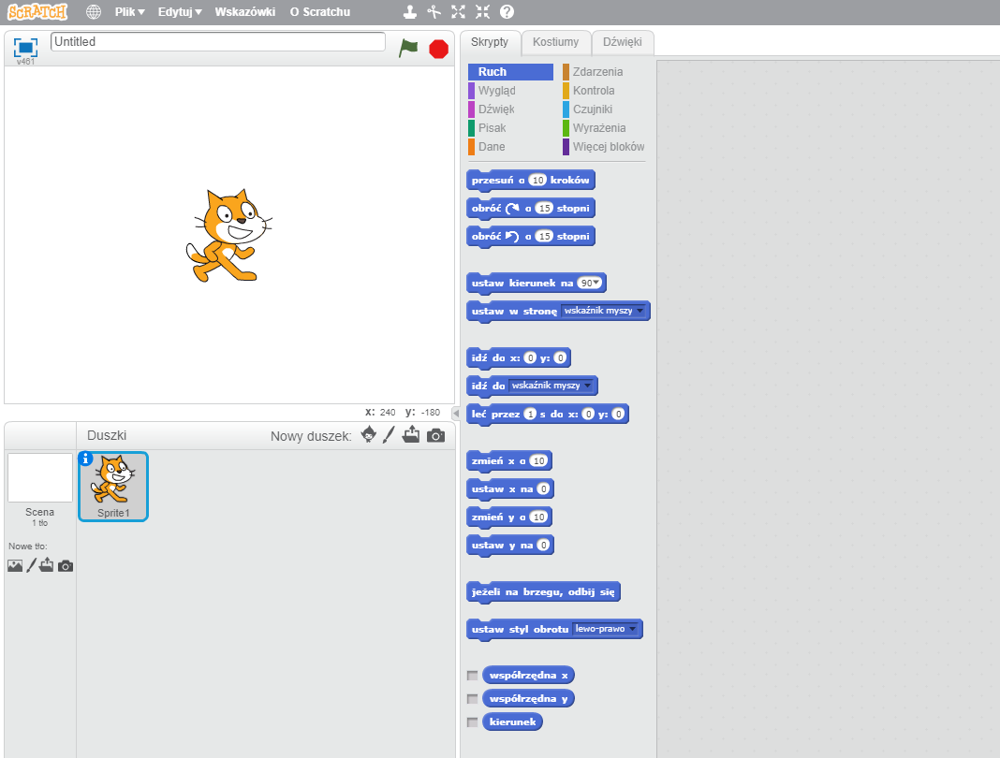 SCRATCH Plik Edytuj Wskazówki O Scratchu ?
Untitled
v461
x: 240 y: -180
Duszki Nowy duszek:
Scena
1 tło
Nowe tło:
i
Sprite1
Skrypty Kostiumy Dźwięki
Ruch Zdarzenia
Wygląd Kontrola
Dźwięk Czujniki
Pisak Wyrażenia
Dane Więcej bloków
przesuń o 10 kroków
obróć o 15 stopni
obróć o 15 stopni
ustaw kierunek na 90
ustaw w stronę wskaźnik myszy
idź do x: 0 y: 0
idź do wskaźnik myszy
leć przez 1 s do x: 0 y: 0
zmień x o 10
ustaw x na 0
zmień y o 10
ustaw y na 0
jeżeli na brzegu, odbij się
ustaw styl obrotu lewo-prawo
współrzędna x
współrzędna y
kierunek